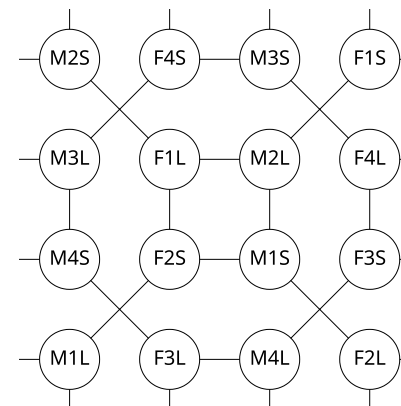 M2S F4S M3S F1S
M3L F1L M2L F4L
M4S F2S M1S F3S
M1L F3L M4L F2L